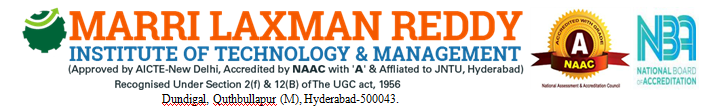 MARRI LAXMAN REDDY
INSTITUTE OF TECHNOLOGY & MANAGEMENT
(Approved by AICTE-New Delhi, Accredited by NAAC with 'A' & Affliated to JNTU, Hyderabad)
Recognised Under Section 2(f) & 12(B) of The UGC act, 1956
Dundigal, Quthbullapur (M), Hyderabad-500043.
ACCREDITED WITH GRADE
A
NAAC
National Assessment & Accreditation Council
NBA
NATIONAL BOARD
of ACCREDITATION